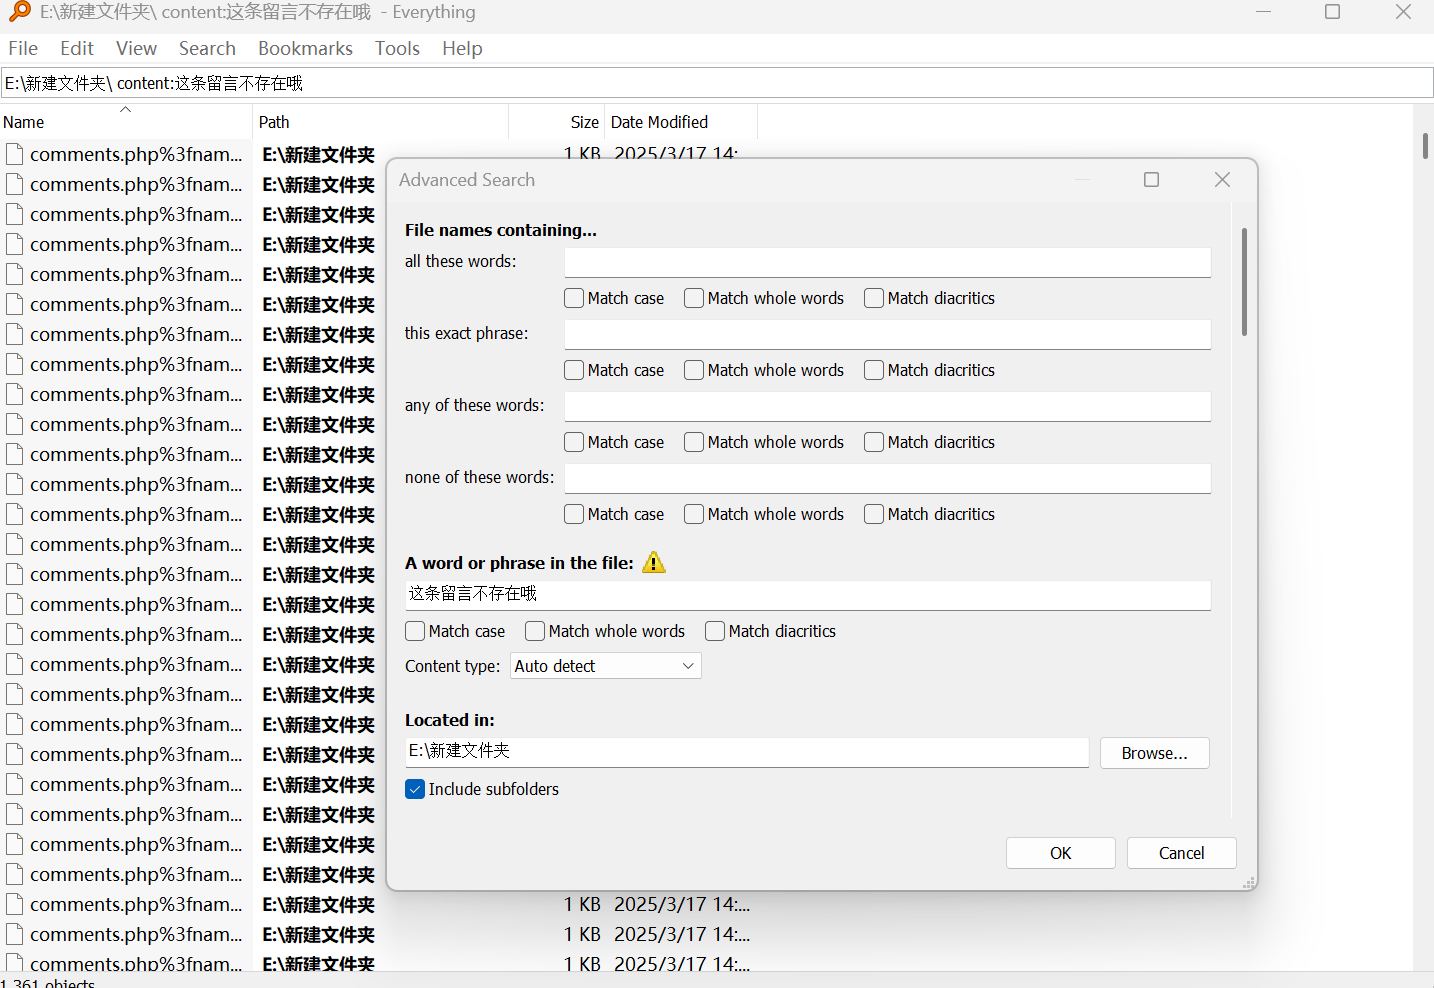 E:\新建文件夹\ content:这条留言不存在哦 - Everything
File Edit View Search Bookmarks Tools Help
E:\新建文件夹\ content:这条留言不存在哦
Name Path Size Date Modified
comments.php%3fnam... E:\新建文件夹 1 KB 2025/3/17 14:
comments.php%3fnam... E:\新建文件夹
Advanced Search
comments.php%3fnam... E:\新建文件夹
File names containing...
comments.php%3fnam... E:\新建文件夹
all these words:
comments.php%3fnam... E:\新建文件夹
Match case Match whole words Match diacritics
comments.php%3fnam... E:\新建文件夹
this exact phrase:
comments.php%3fnam... E:\新建文件夹
Match case Match whole words Match diacritics
comments.php%3fnam... E:\新建文件夹
comments.php%3fnam... E:\新建文件夹
any of these words:
comments.php%3fnam... E:\新建文件夹
Match case Match whole words Match diacritics
comments.php%3fnam... E:\新建文件夹
none of these words:
comments.php%3fnam... E:\新建文件夹
Match case Match whole words Match diacritics
comments.php%3fnam... E:\新建文件夹
comments.php%3fnam... E:\新建文件夹
A word or phrase in the file:
comments.php%3fnam... E:\新建文件夹
这条留言不存在哦
comments.php%3fnam... E:\新建文件夹
Match case Match whole words Match diacritics
comments.php%3fnam... E:\新建文件夹
Content type: Auto detect
comments.php%3fnam... E:\新建文件夹
comments.php%3fnam... E:\新建文件夹
Located in:
comments.php%3fnam... E:\新建文件夹
E:\新建文件夹 Browse...
comments.php%3fnam... E:\新建文件夹
Include subfolders
comments.php%3fnam... E:\新建文件夹
comments.php%3fnam... E:\新建文件夹
comments.php%3fnam... E:\新建文件夹
OK Cancel
comments.php%3fnam... E:\新建文件夹
comments.php%3fnam... E:\新建文件夹 1 KB 2025/3/17 14:...
comments.php%3fnam... E:\新建文件夹 1 KB 2025/3/17 14:...
comments.php%3fnam... E:\新建文件夹 1 KB 2025/3/17 14:...
1,361 objects